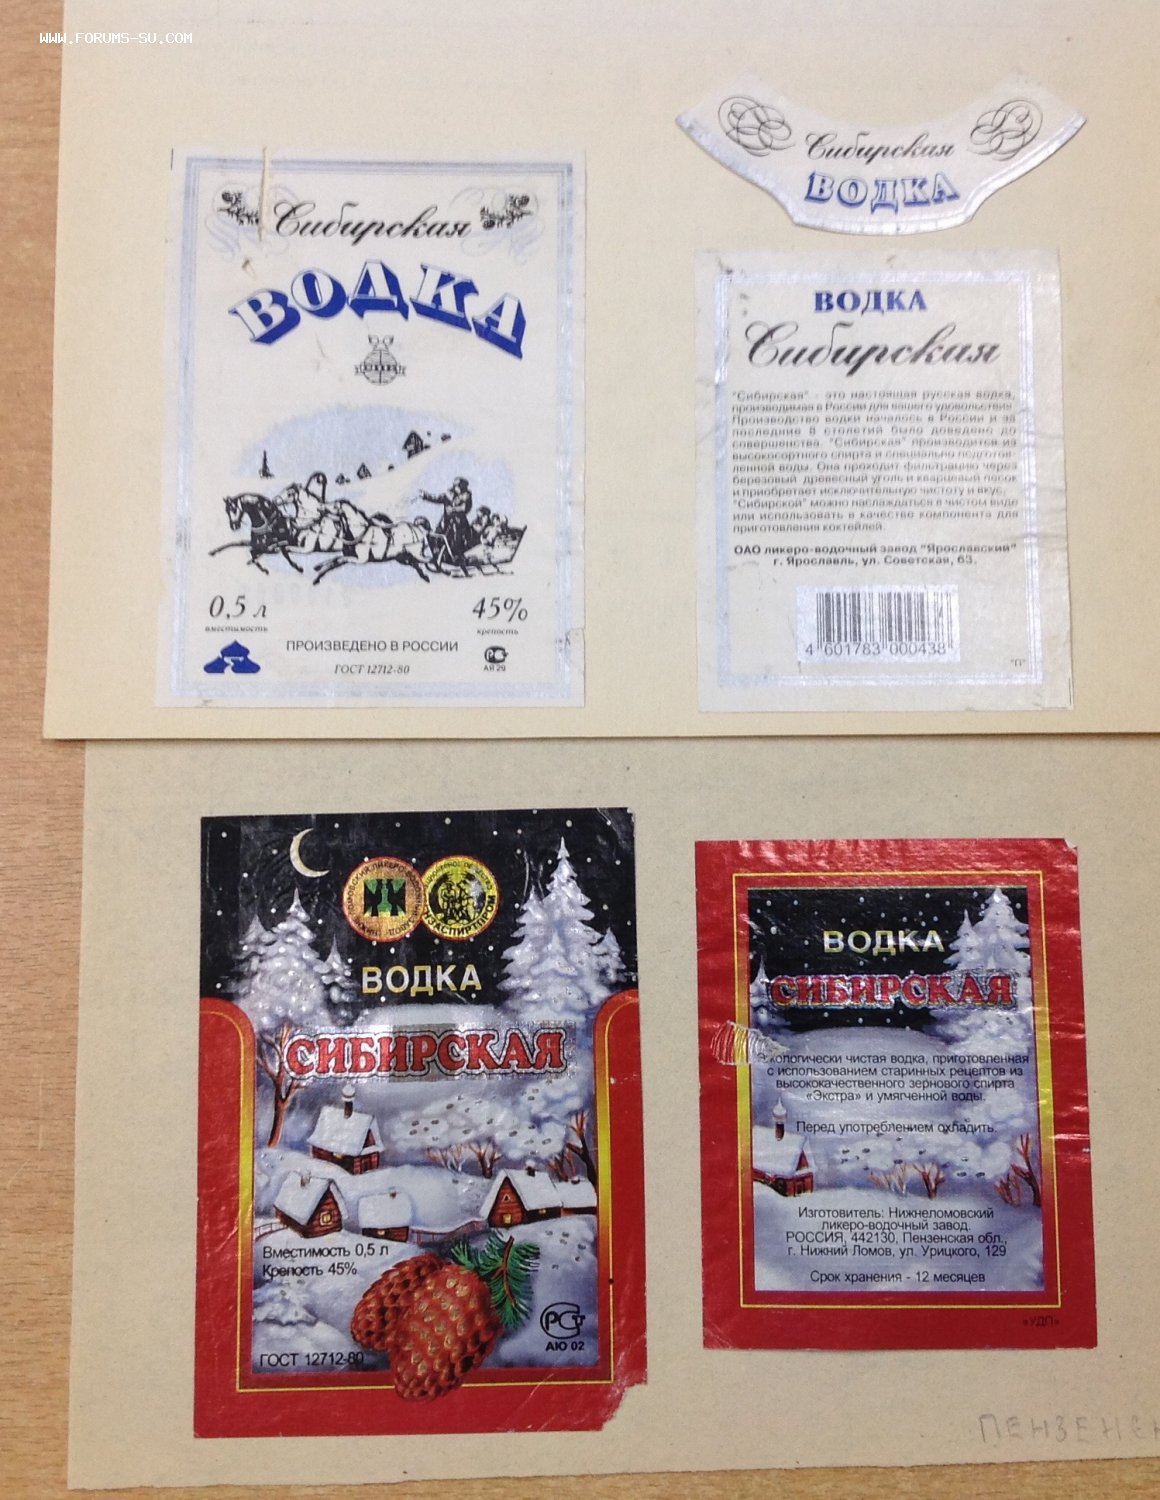 WWW.FORUMS-SU.COM
Сибирская
ВОДКА
0,5 л
вместимость
45%
крепость
ПРОИЗВЕДЕНО В РОССИИ
ГОСТ 12712-80
АЯ 29
Сибирская
ВОДКА
ВОДКА
Сибирская
"Сибирская" - это настоящая русская водка,
производимая в России для вашего удовольствия.
Производство водки началось в России и за
последние 5 столетий было доведено до
совершенства. "Сибирская" производится из
высокосортного спирта и специально подготов-
ленной воды. Она проходит фильтрацию через
березовый древесный уголь и кварцевый песок
и приобретает исключительную чистоту и вкус.
"Сибирской" можно наслаждаться в чистом виде
или использовать в качестве компонента для
приготовления коктейлей.
ОАО ликеро-водочный завод "Ярославский"
г. Ярославль, ул. Советская, 63.
4 601783 000438
"П"
ВОДКА
СИБИРСКАЯ
Вместимость 0,5 л
Крепость 45%
ГОСТ 12712-80
РСТ
АЮ 02
ВОДКА
СИБИРСКАЯ
Экологически чистая водка, приготовленная
с использованием старинных рецептов из
высококачественного зернового спирта
«Экстра» и умягченной воды.
Перед употреблением охладить.
Изготовитель: Нижнеломовский
ликеро-водочный завод.
РОССИЯ, 442130, Пензенская обл.,
г. Нижний Ломов, ул. Урицкого, 129
Срок хранения - 12 месяцев
«УДП»